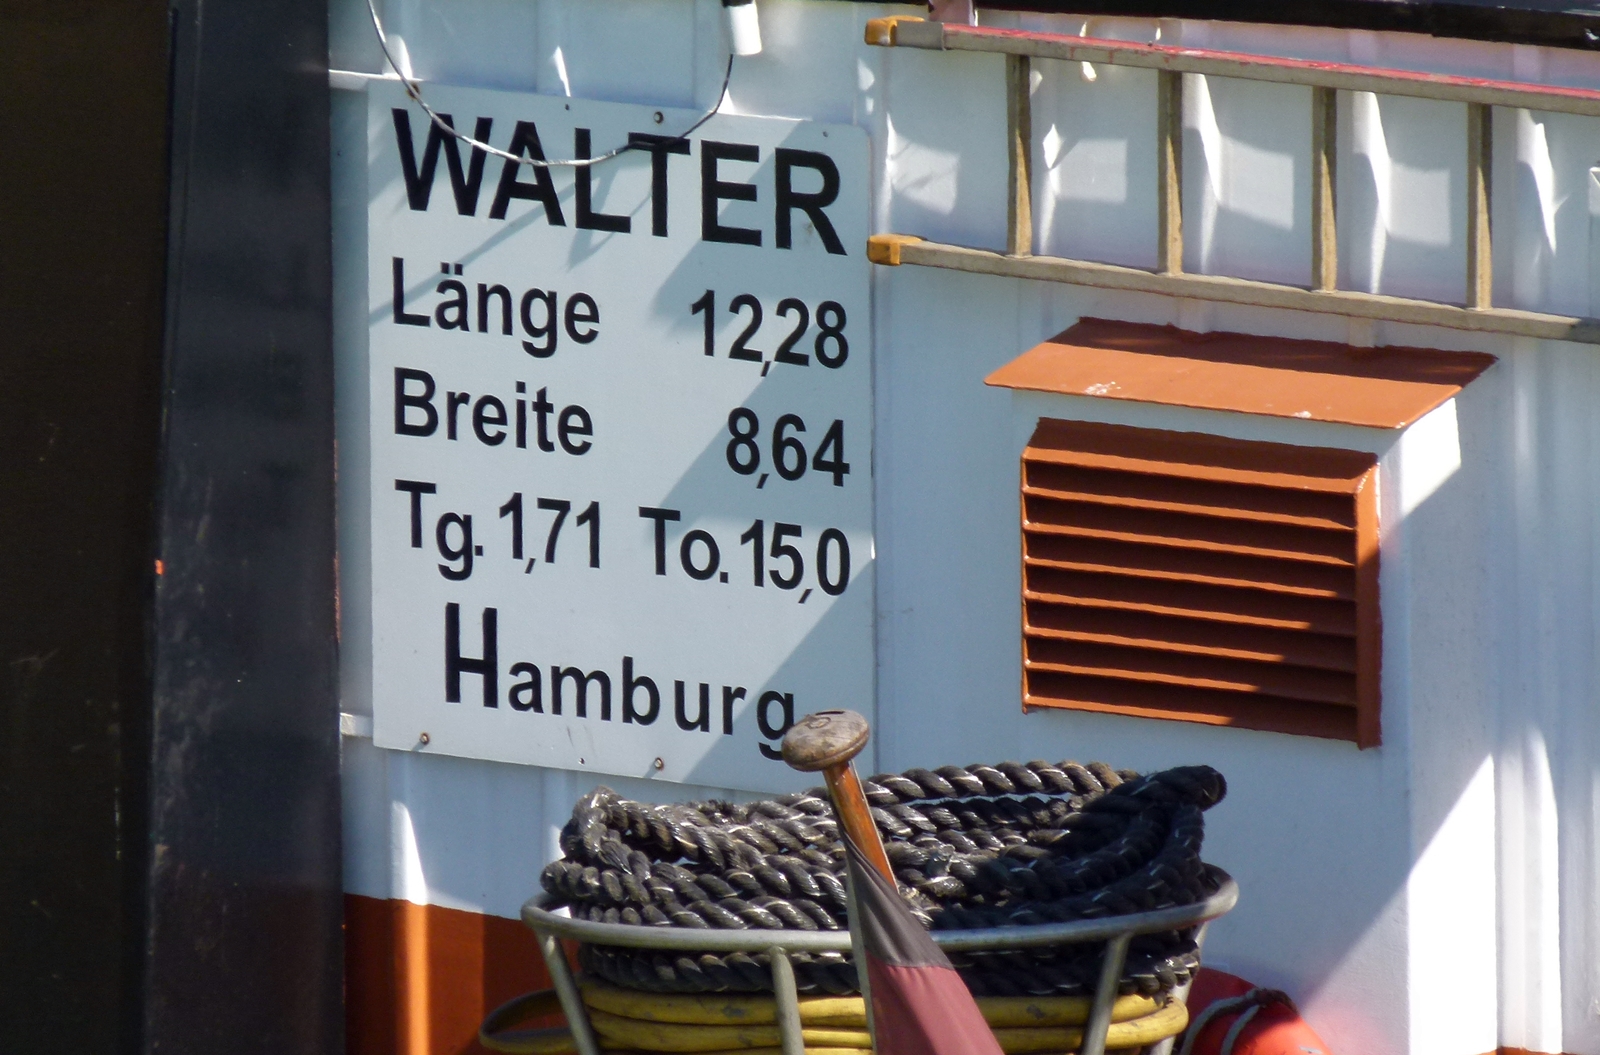 WALTER
Länge 12,28
Breite 8,64
Tg. 1,71 To. 15,0
Hamburg